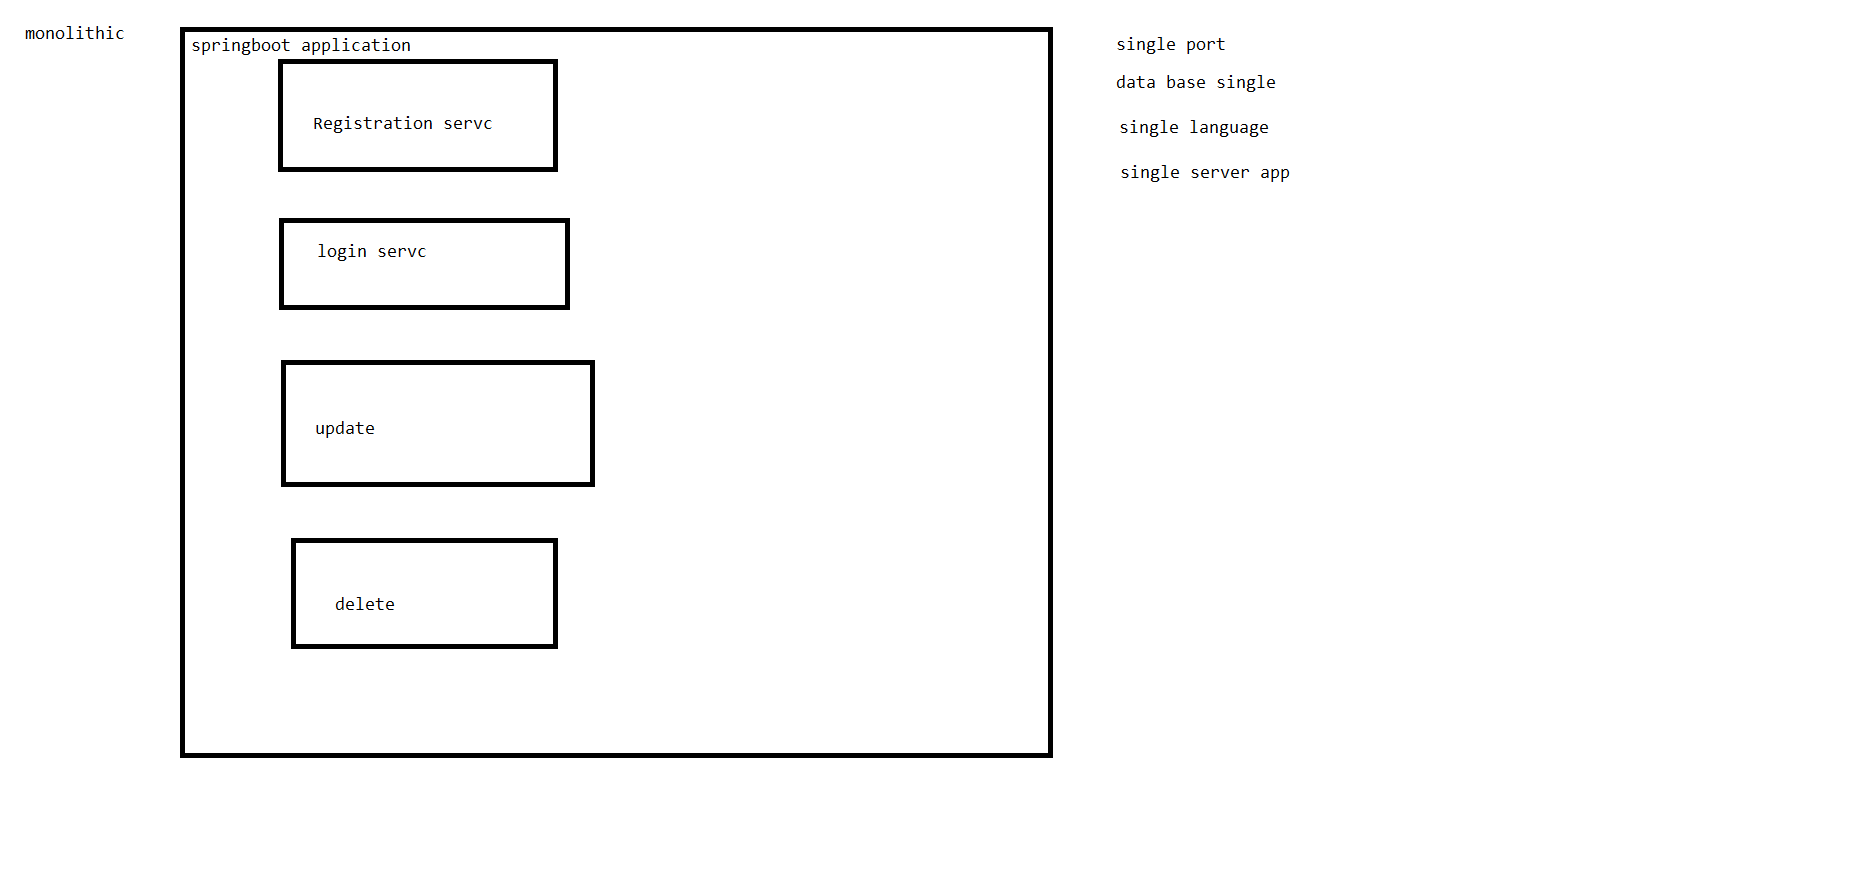 monolithic
springboot application
Registration servc
login servc
update
delete
single port
data base single
single language
single server app